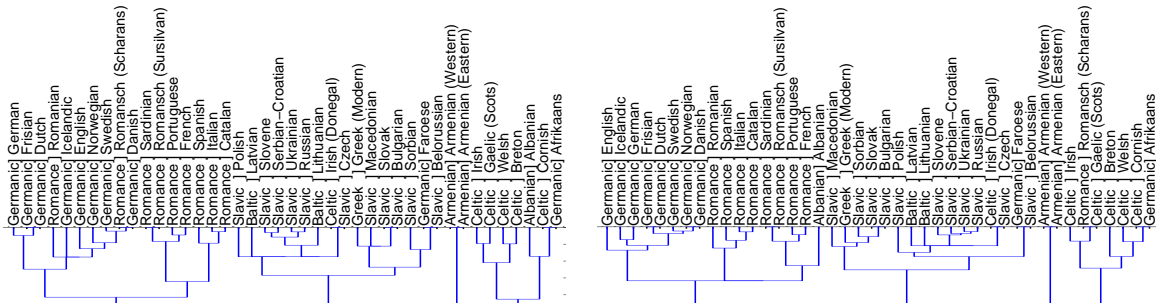 [Germanic] German
[Germanic] Frisian
[Germanic] Dutch
[Romance ] Romanian
[Germanic] Icelandic
[Germanic] English
[Germanic] Norwegian
[Germanic] Swedish
[Romance ] Romansch (Scharans)
[Germanic] Danish
[Romance ] Sardinian
[Romance ] Romansch (Sursilvan)
[Romance ] Portuguese
[Romance ] French
[Romance ] Spanish
[Romance ] Italian
[Romance ] Catalan
[Slavic ] Polish
[Baltic ] Latvian
[Slavic ] Slovene
[Slavic ] Serbian-Croatian
[Slavic ] Ukrainian
[Slavic ] Russian
[Baltic ] Lithuanian
[Celtic ] Irish (Donegal)
[Slavic ] Czech
[Greek ] Greek (Modern)
[Slavic ] Macedonian
[Slavic ] Slovak
[Slavic ] Bulgarian
[Slavic ] Sorbian
[Germanic] Faroese
[Slavic ] Belorussian
[Armenian] Armenian (Western)
[Armenian] Armenian (Eastern)
[Celtic ] Irish
[Celtic ] Gaelic (Scots)
[Celtic ] Welsh
[Celtic ] Breton
[Albanian] Albanian
[Celtic ] Cornish
[Germanic] Afrikaans
[Germanic] English
[Germanic] Icelandic
[Germanic] German
[Germanic] Frisian
[Germanic] Dutch
[Germanic] Swedish
[Germanic] Norwegian
[Germanic] Danish
[Romance ] Romanian
[Romance ] Spanish
[Romance ] Italian
[Romance ] Catalan
[Romance ] Sardinian
[Romance ] Romansch (Sursilvan)
[Romance ] Portuguese
[Romance ] French
[Albanian] Albanian
[Slavic ] Macedonian
[Greek ] Greek (Modern)
[Slavic ] Sorbian
[Slavic ] Slovak
[Slavic ] Bulgarian
[Slavic ] Polish
[Baltic ] Latvian
[Baltic ] Lithuanian
[Slavic ] Slovene
[Slavic ] Serbian-Croatian
[Slavic ] Ukrainian
[Slavic ] Russian
[Celtic ] Irish (Donegal)
[Slavic ] Czech
[Germanic] Faroese
[Slavic ] Belorussian
[Armenian] Armenian (Western)
[Armenian] Armenian (Eastern)
[Celtic ] Irish
[Romance ] Romansch (Scharans)
[Celtic ] Gaelic (Scots)
[Celtic ] Breton
[Celtic ] Welsh
[Celtic ] Cornish
[Germanic] Afrikaans